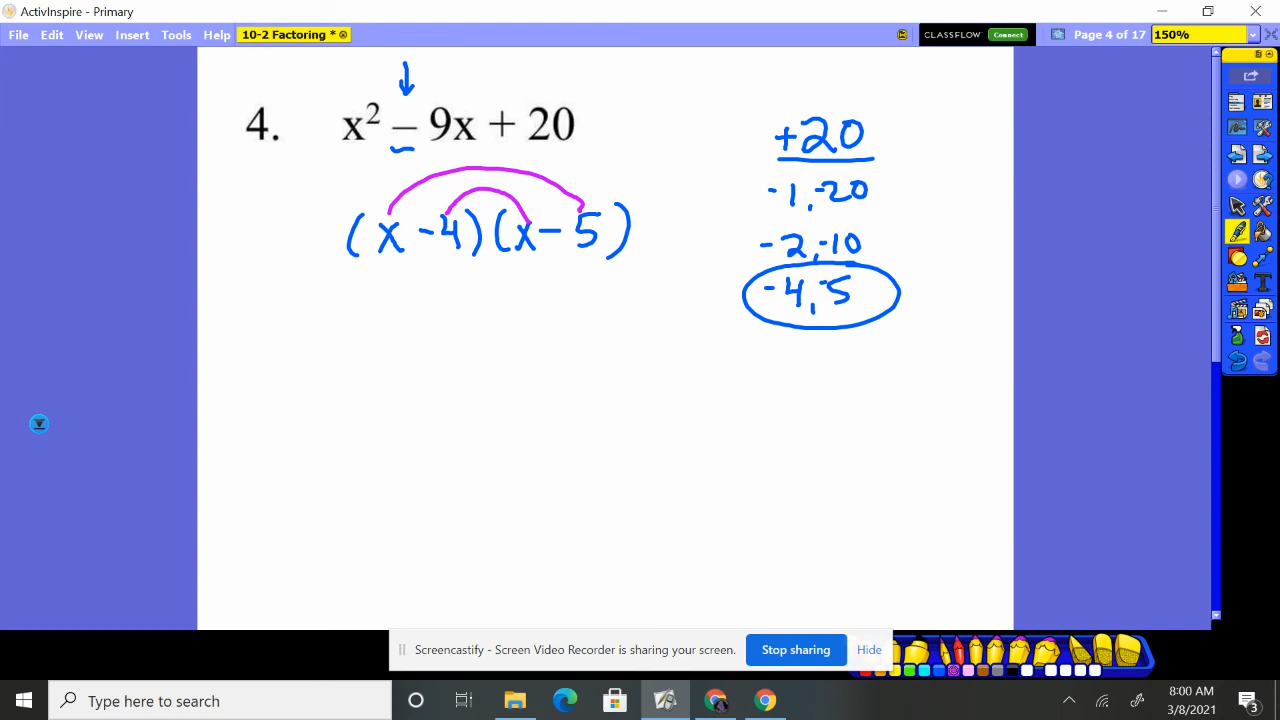 ActivInspire - Primary
File Edit View Insert Tools Help 10-2 Factoring * CLASSFLOW Connect Page 4 of 17 150%
4. x² – 9x + 20
(x - 4)(x - 5)
+20
-1, -20
-2, -10
-4, -5
Screencastify - Screen Video Recorder is sharing your screen. Stop sharing Hide
Type here to search
8:00 AM
3/8/2021
3